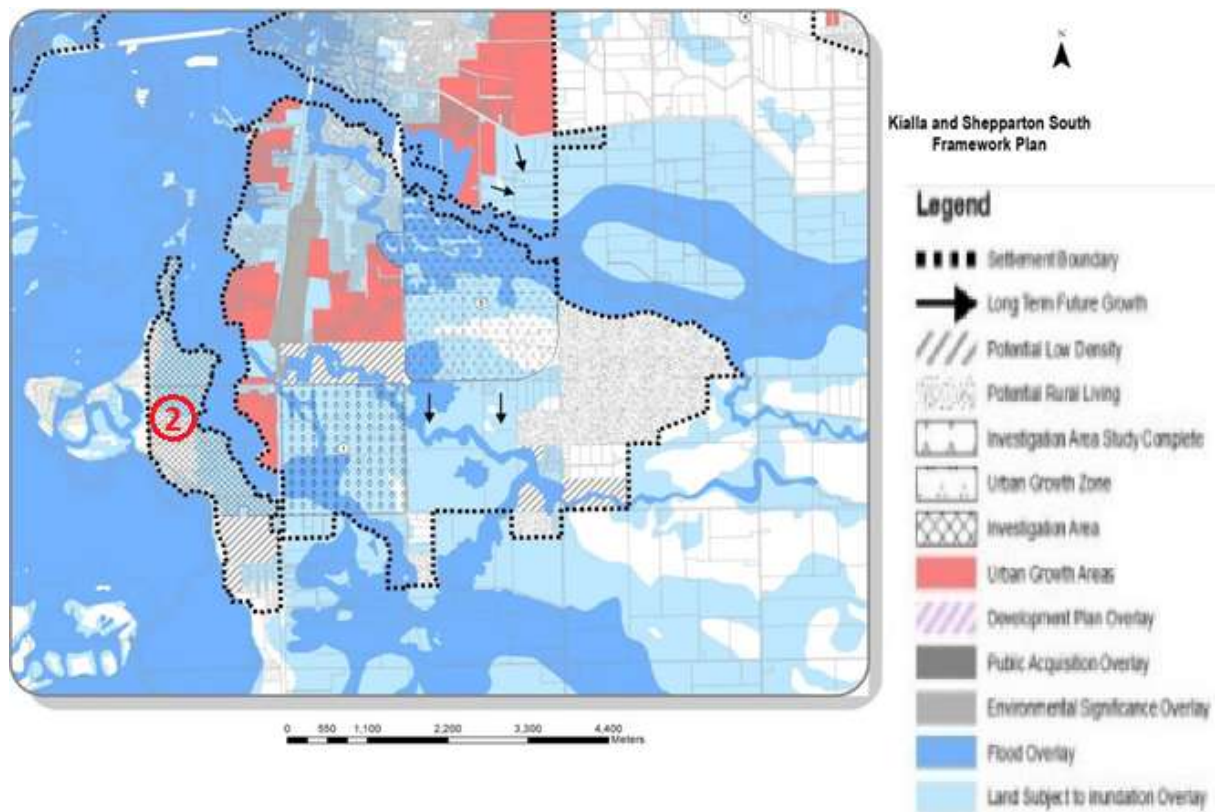 N
Kialla and Shepparton South
Framework Plan
Legend
Settlement Boundary
Long Term Future Growth
Potential Low Density
Potential Rural Living
Investigation Area Study Complete
Urban Growth Zone
Investigation Area
Urban Growth Areas
Development Plan Overlay
Public Acquisition Overlay
Environmental Significance Overlay
Flood Overlay
Land Subject to Inundation Overlay
2
0 550 1,100 2,200 3,300 4,400
Meters